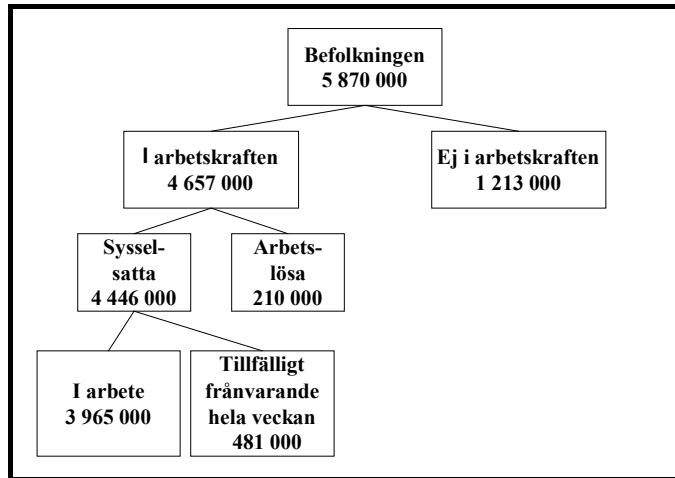 Befolkningen
5 870 000
I arbetskraften
4 657 000
Ej i arbetskraften
1 213 000
Syssel-
satta
4 446 000
Arbets-
lösa
210 000
I arbete
3 965 000
Tillfälligt
frånvarande
hela veckan
481 000